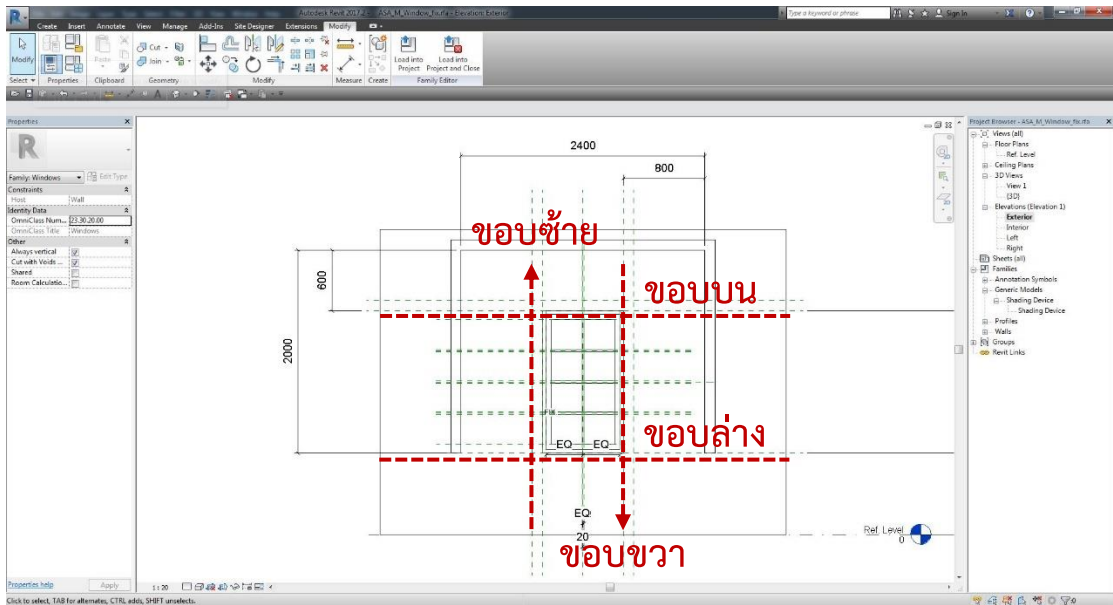 Autodesk Revit 2017.2 - ASA_M_Window_fix.rfa - Elevation: Exterior
Type a keyword or phrase
Sign In
Create Insert Annotate View Manage Add-Ins Site Designer Extensions Modify
Modify
Paste
Cut
Join
Load into Project
Load into Project and Close
Select Properties Clipboard Geometry Modify Measure Create Family Editor
Properties
Family: Windows
Edit Type
Constraints
Host Wall
Identity Data
OmniClass Num... 23.30.20.00
OmniClass Title Windows
Other
Always vertical
Cut with Voids ...
Shared
Room Calculatio...
Properties help
Apply
2400
800
ขอบซ้าย
600
ขอบบน
2000
ขอบล่าง
EQ EQ
EQ
20
ขอบขวา
Ref. Level
0
1 : 20
Project Browser - ASA_M_Window_fix.rfa
Views (all)
Floor Plans
Ref. Level
Ceiling Plans
3D Views
View 1
{3D}
Elevations (Elevation 1)
Exterior
Interior
Left
Right
Sheets (all)
Families
Annotation Symbols
Generic Models
Shading Device
Shading Device
Profiles
Walls
Groups
Revit Links
Click to select, TAB for alternates, CTRL adds, SHIFT unselects.
:0